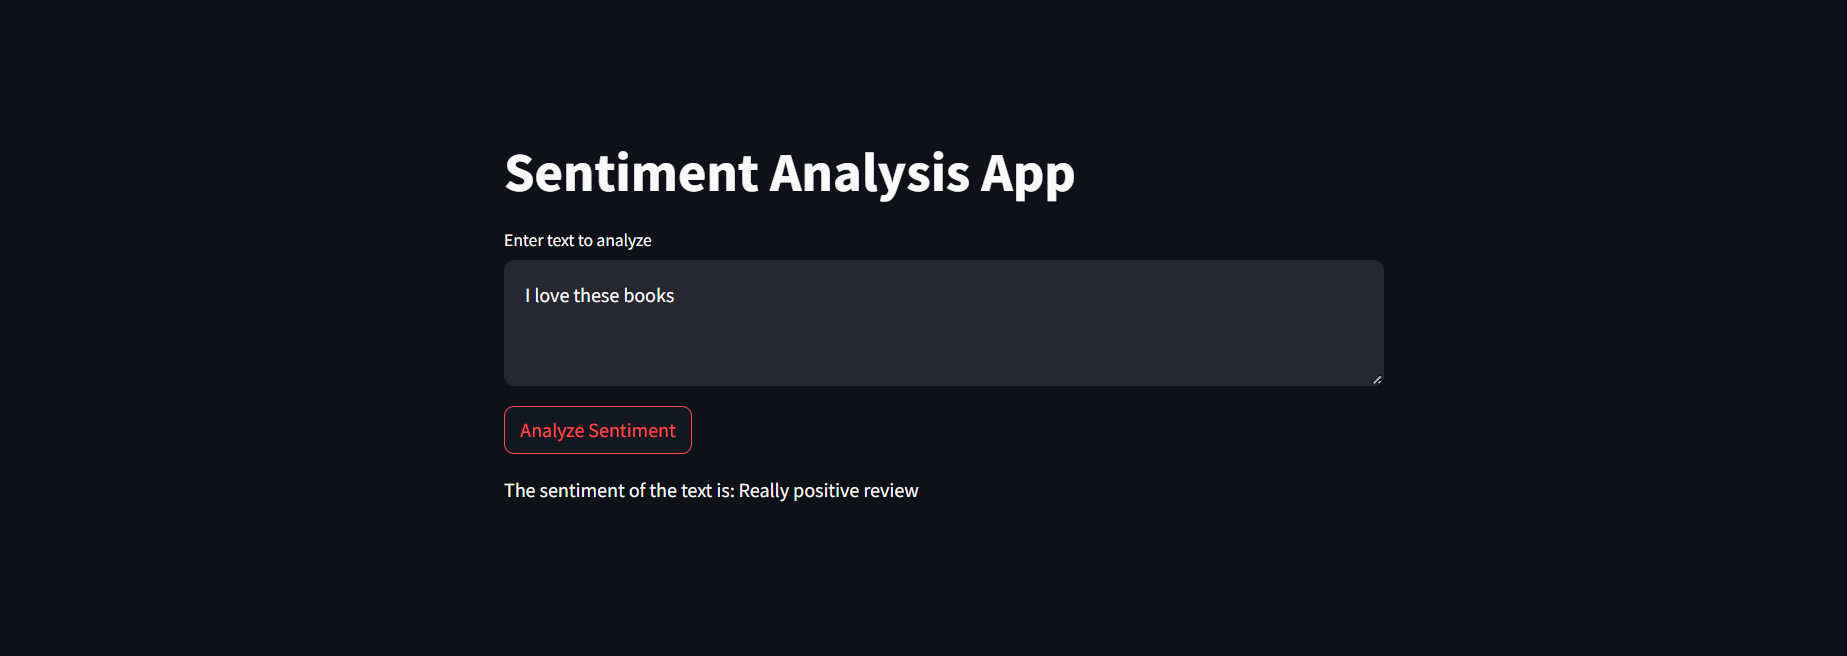 Sentiment Analysis App
Enter text to analyze
I love these books
Analyze Sentiment
The sentiment of the text is: Really positive review